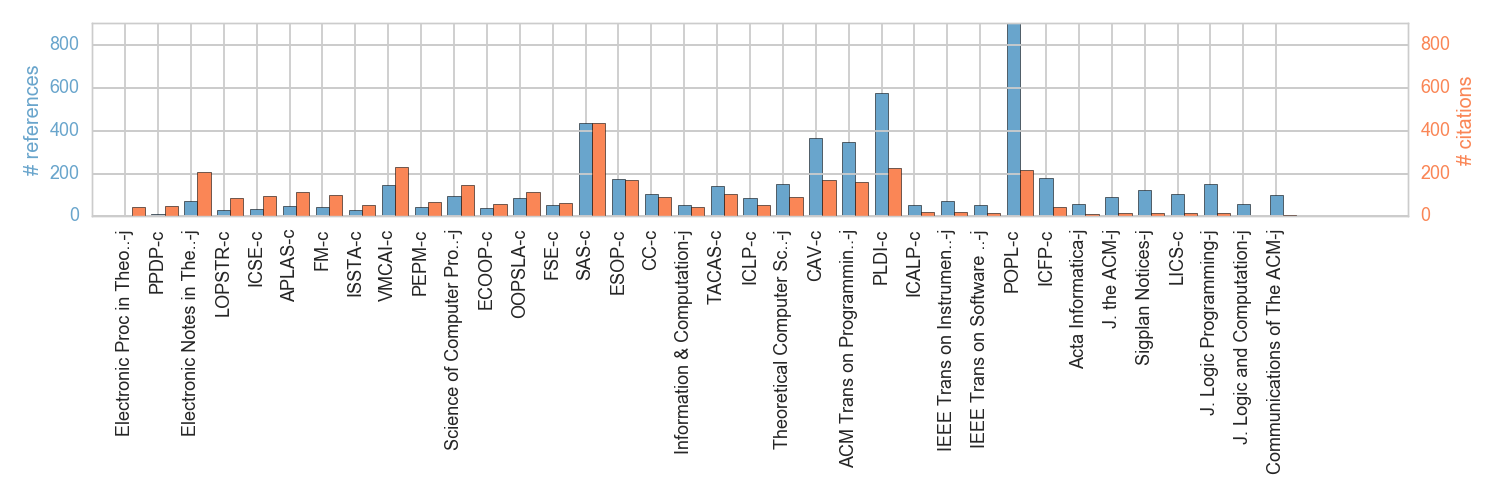 # references
800
600
400
200
0
800
600
400
200
0
# citations
Electronic Proc in Theo..-j
PPDP-c
Electronic Notes in The..-j
LOPSTR-c
ICSE-c
APLAS-c
FM-c
ISSTA-c
VMCAI-c
PEPM-c
Science of Computer Pro..-j
ECOOP-c
OOPSLA-c
FSE-c
SAS-c
ESOP-c
CC-c
Information & Computation-j
TACAS-c
ICLP-c
Theoretical Computer Sc..-j
CAV-c
ACM Trans on Programmin..-j
PLDI-c
ICALP-c
IEEE Trans on Instrumen..-j
IEEE Trans on Software ..-j
POPL-c
ICFP-c
Acta Informatica-j
J. the ACM-j
Sigplan Notices-j
LICS-c
J. Logic Programming-j
J. Logic and Computation-j
Communications of The ACM-j